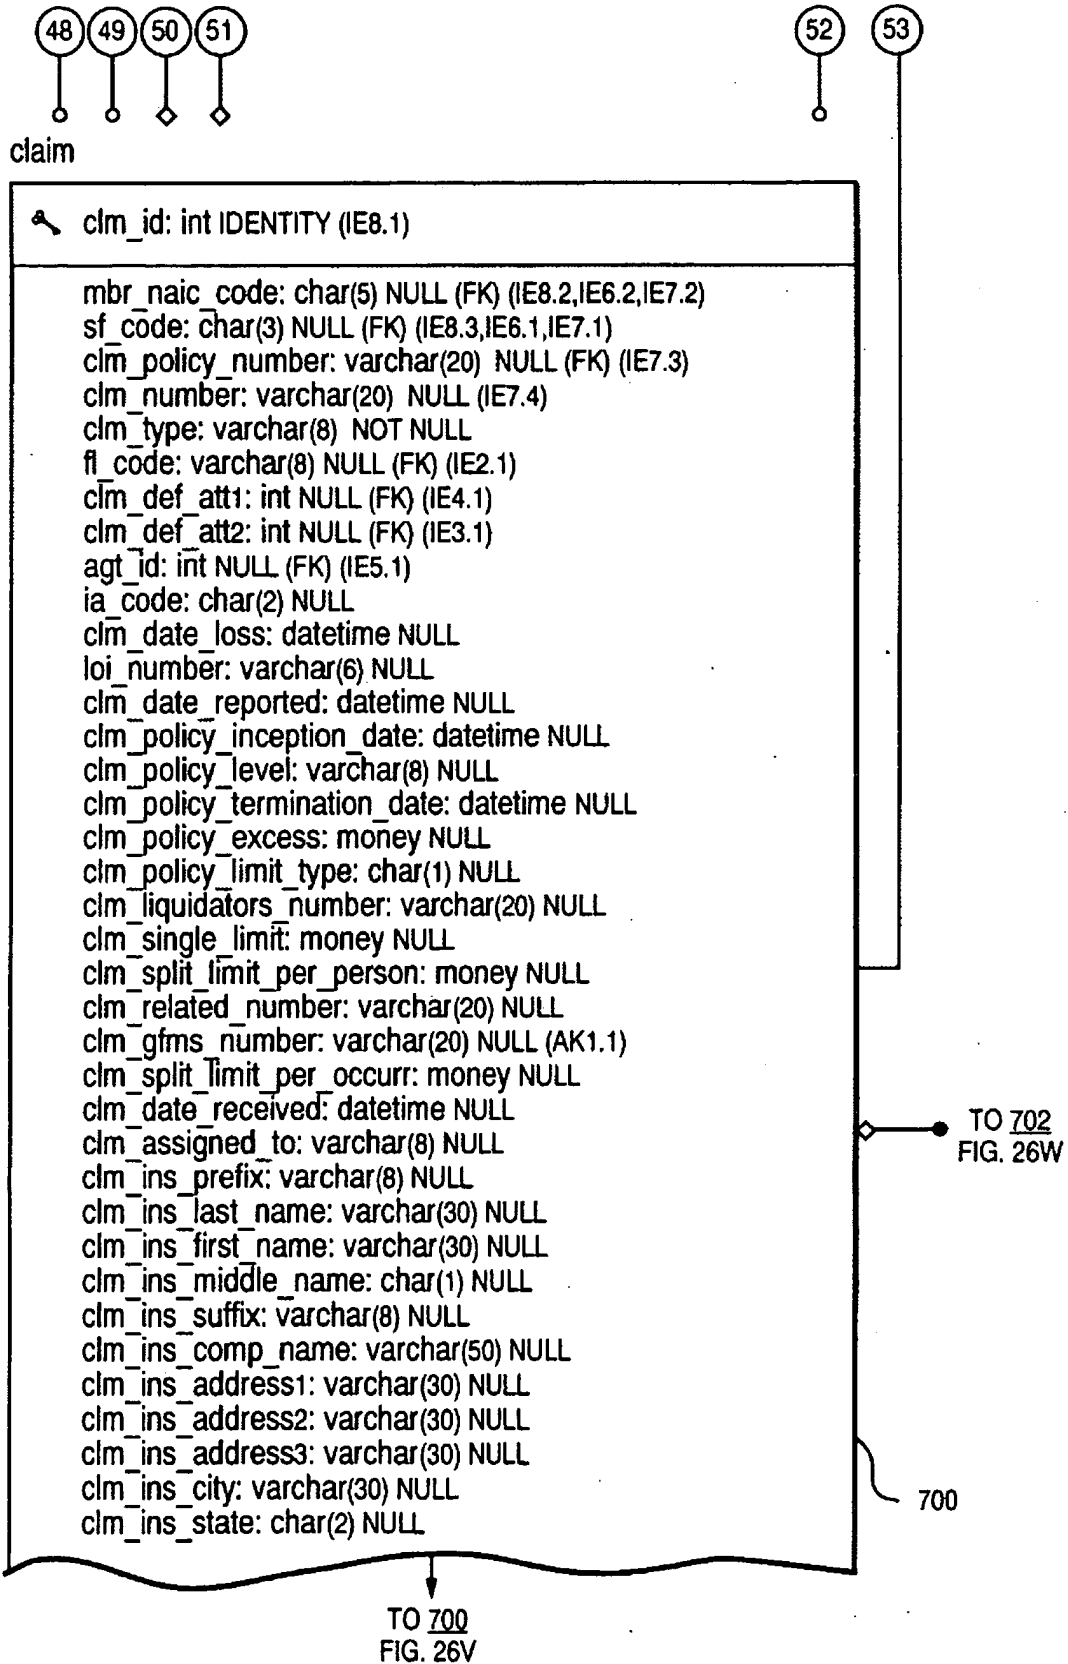 48 49 50 51 52 53
claim
clm_id: int IDENTITY (IE8.1)
mbr_naic_code: char(5) NULL (FK) (IE8.2,IE6.2,IE7.2)
sf_code: char(3) NULL (FK) (IE8.3,IE6.1,IE7.1)
clm_policy_number: varchar(20) NULL (FK) (IE7.3)
clm_number: varchar(20) NULL (IE7.4)
clm_type: varchar(8) NOT NULL
fl_code: varchar(8) NULL (FK) (IE2.1)
clm_def_att1: int NULL (FK) (IE4.1)
clm_def_att2: int NULL (FK) (IE3.1)
agt_id: int NULL (FK) (IE5.1)
ia_code: char(2) NULL
clm_date_loss: datetime NULL
loi_number: varchar(6) NULL
clm_date_reported: datetime NULL
clm_policy_inception_date: datetime NULL
clm_policy_level: varchar(8) NULL
clm_policy_termination_date: datetime NULL
clm_policy_excess: money NULL
clm_policy_limit_type: char(1) NULL
clm_liquidators_number: varchar(20) NULL
clm_single_limit: money NULL
clm_split_limit_per_person: money NULL
clm_related_number: varchar(20) NULL
clm_gfms_number: varchar(20) NULL (AK1.1)
clm_split_limit_per_occurr: money NULL
clm_date_received: datetime NULL
clm_assigned_to: varchar(8) NULL
TO 702
FIG. 26W
clm_ins_prefix: varchar(8) NULL
clm_ins_last_name: varchar(30) NULL
clm_ins_first_name: varchar(30) NULL
clm_ins_middle_name: char(1) NULL
clm_ins_suffix: varchar(8) NULL
clm_ins_comp_name: varchar(50) NULL
clm_ins_address1: varchar(30) NULL
clm_ins_address2: varchar(30) NULL
clm_ins_address3: varchar(30) NULL
clm_ins_city: varchar(30) NULL
700
clm_ins_state: char(2) NULL
TO 700
FIG. 26V